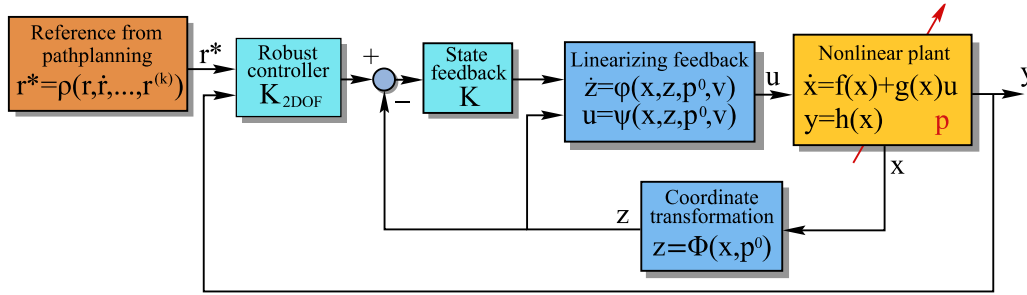 Reference from
pathplanning
r*=ρ(r,ṙ,...,r⁽ᵏ⁾)
r*
Robust
controller
K2DOF
+
−
State
feedback
K
Linearizing feedback
ż=φ(x,z,p⁰,v)
u=ψ(x,z,p⁰,v)
u
Nonlinear plant
ẋ=f(x)+g(x)u
y=h(x) p
y
x
Coordinate
transformation
z=Φ(x,p⁰)
z